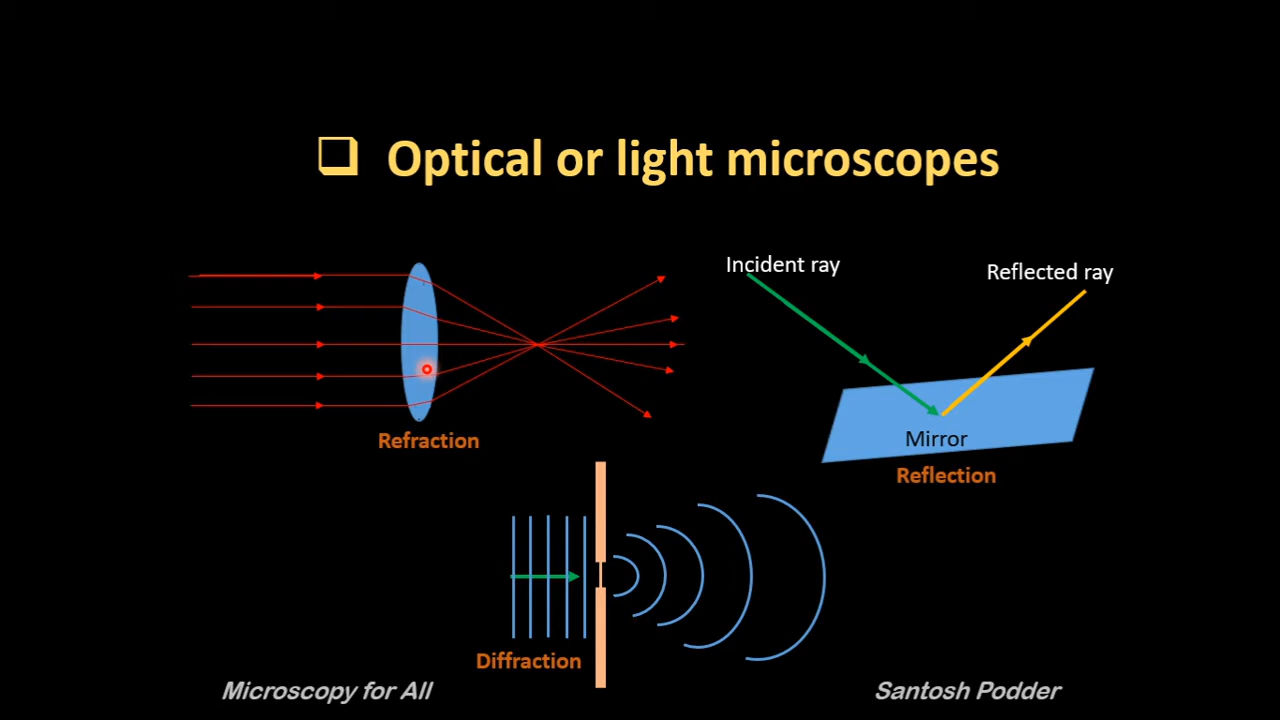 Optical or light microscopes
Incident ray
Reflected ray
Refraction
Mirror
Reflection
Diffraction
Microscopy for All
Santosh Podder